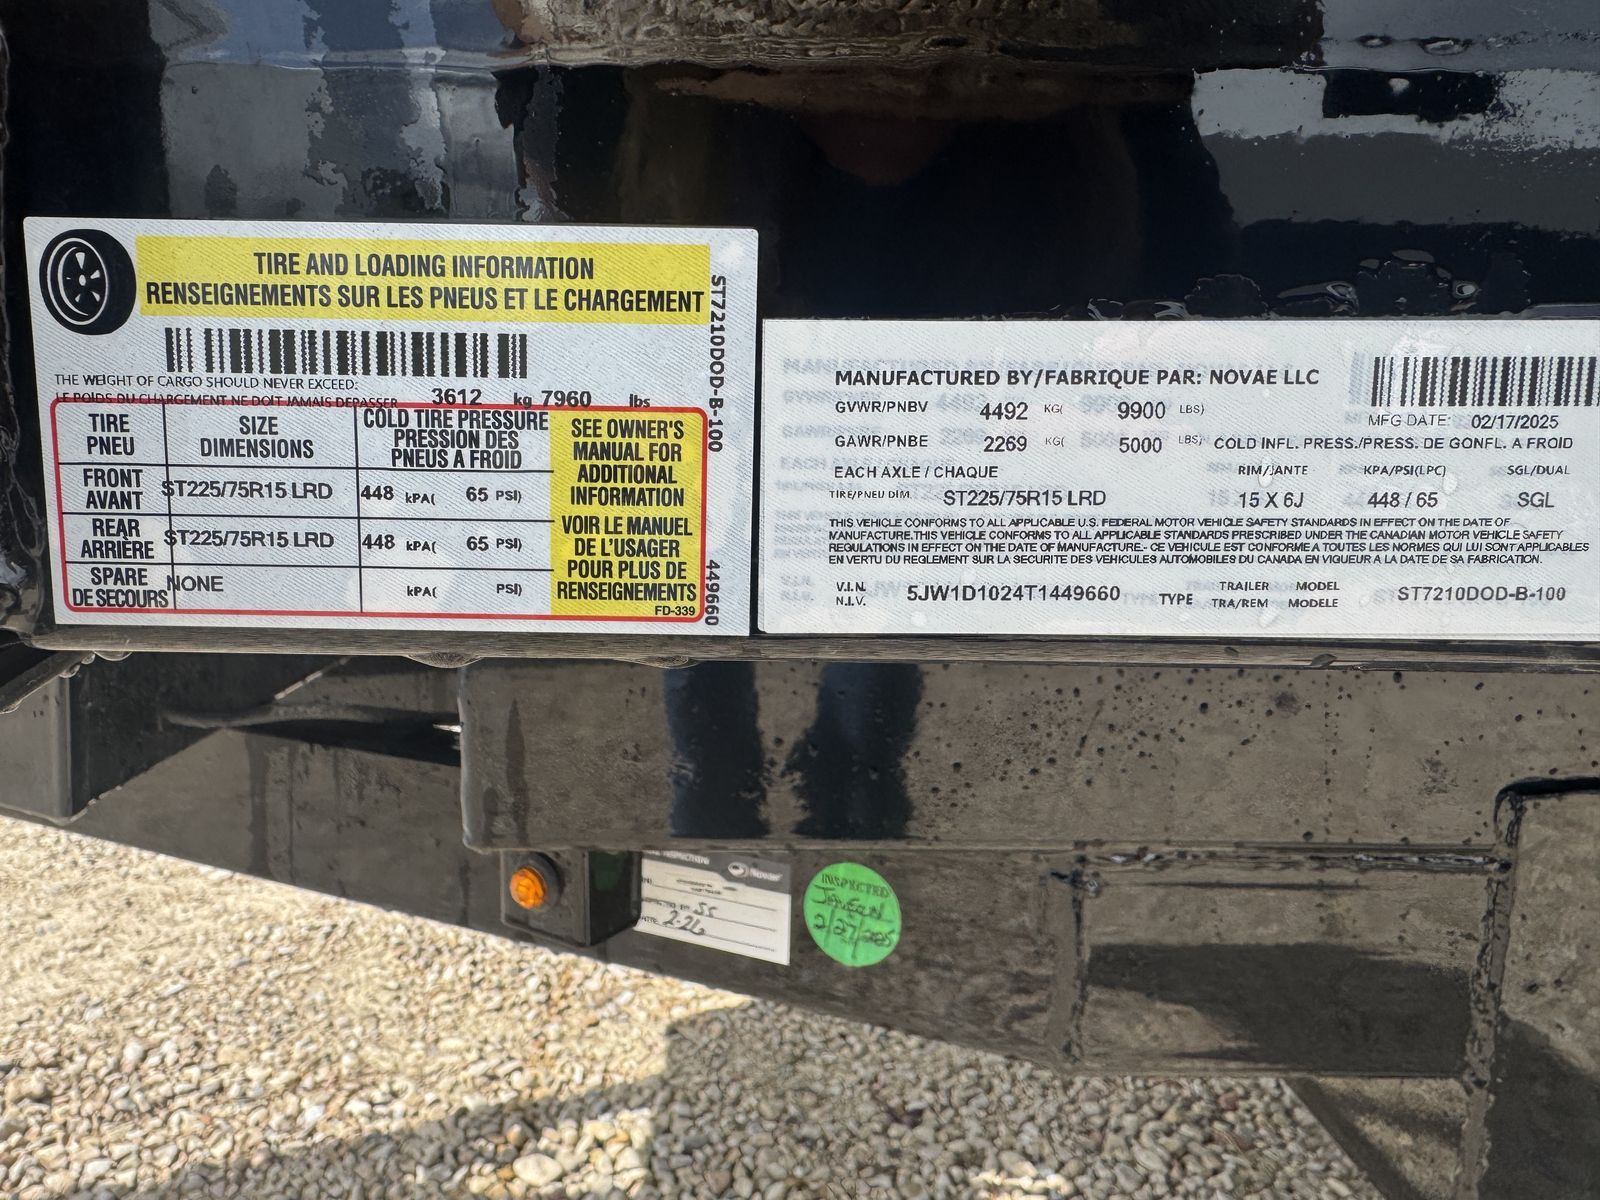 TIRE AND LOADING INFORMATION
RENSEIGNEMENTS SUR LES PNEUS ET LE CHARGEMENT
THE WEIGHT OF CARGO SHOULD NEVER EXCEED:
LE POIDS DU CHARGEMENT NE DOIT JAMAIS DEPASSER
3612 kg 7960 lbs
TIRE
PNEU
SIZE
DIMENSIONS
COLD TIRE PRESSURE
PRESSION DES
PNEUS A FROID
FRONT
AVANT
ST225/75R15 LRD
448 kPA( 65 PSI)
REAR
ARRIÈRE
ST225/75R15 LRD
448 kPA( 65 PSI)
SPARE
DE SECOURS
NONE
kPA( PSI)
SEE OWNER'S
MANUAL FOR
ADDITIONAL
INFORMATION
VOIR LE MANUEL
DE L'USAGER
POUR PLUS DE
RENSEIGNEMENTS
FD-339
ST7210DOD-B-100
449660
MANUFACTURED BY/FABRIQUE PAR: NOVAE LLC
GVWR/PNBV 4492 KG( 9900 LBS)
MFG DATE: 02/17/2025
GAWR/PNBE 2269 KG( 5000 LBS) COLD INFL. PRESS./PRESS. DE GONFL. A FROID
EACH AXLE / CHAQUE RIM/JANTE KPA/PSI(LPC) SGL/DUAL
TIRE/PNEU DIM. ST225/75R15 LRD 15 X 6J 448 / 65 SGL
THIS VEHICLE CONFORMS TO ALL APPLICABLE U.S. FEDERAL MOTOR VEHICLE SAFETY STANDARDS IN EFFECT ON THE DATE OF
MANUFACTURE.THIS VEHICLE CONFORMS TO ALL APPLICABLE STANDARDS PRESCRIBED UNDER THE CANADIAN MOTOR VEHICLE SAFETY
REGULATIONS IN EFFECT ON THE DATE OF MANUFACTURE.- CE VEHICULE EST CONFORME A TOUTES LES NORMES QUI LUI SONT APPLICABLES
EN VERTU DU REGLEMENT SUR LA SECURITE DES VEHICULES AUTOMOBILES DU CANADA EN VIGUEUR A LA DATE DE SA FABRICATION.
V.I.N.
N.I.V.
5JW1D1024T1449660
TYPE
TRAILER
TRA/REM
MODEL
MODELE
ST7210DOD-B-100
Novae
SS
2-26
INSPECTED
2/27/2025